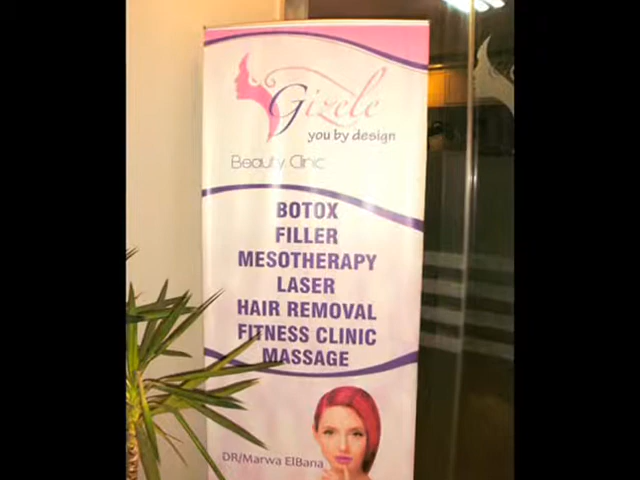 Gizele
you by design
Beauty Clinic
BOTOX
FILLER
MESOTHERAPY
LASER
HAIR REMOVAL
FITNESS CLINIC
MASSAGE
DR/Marwa ElBana